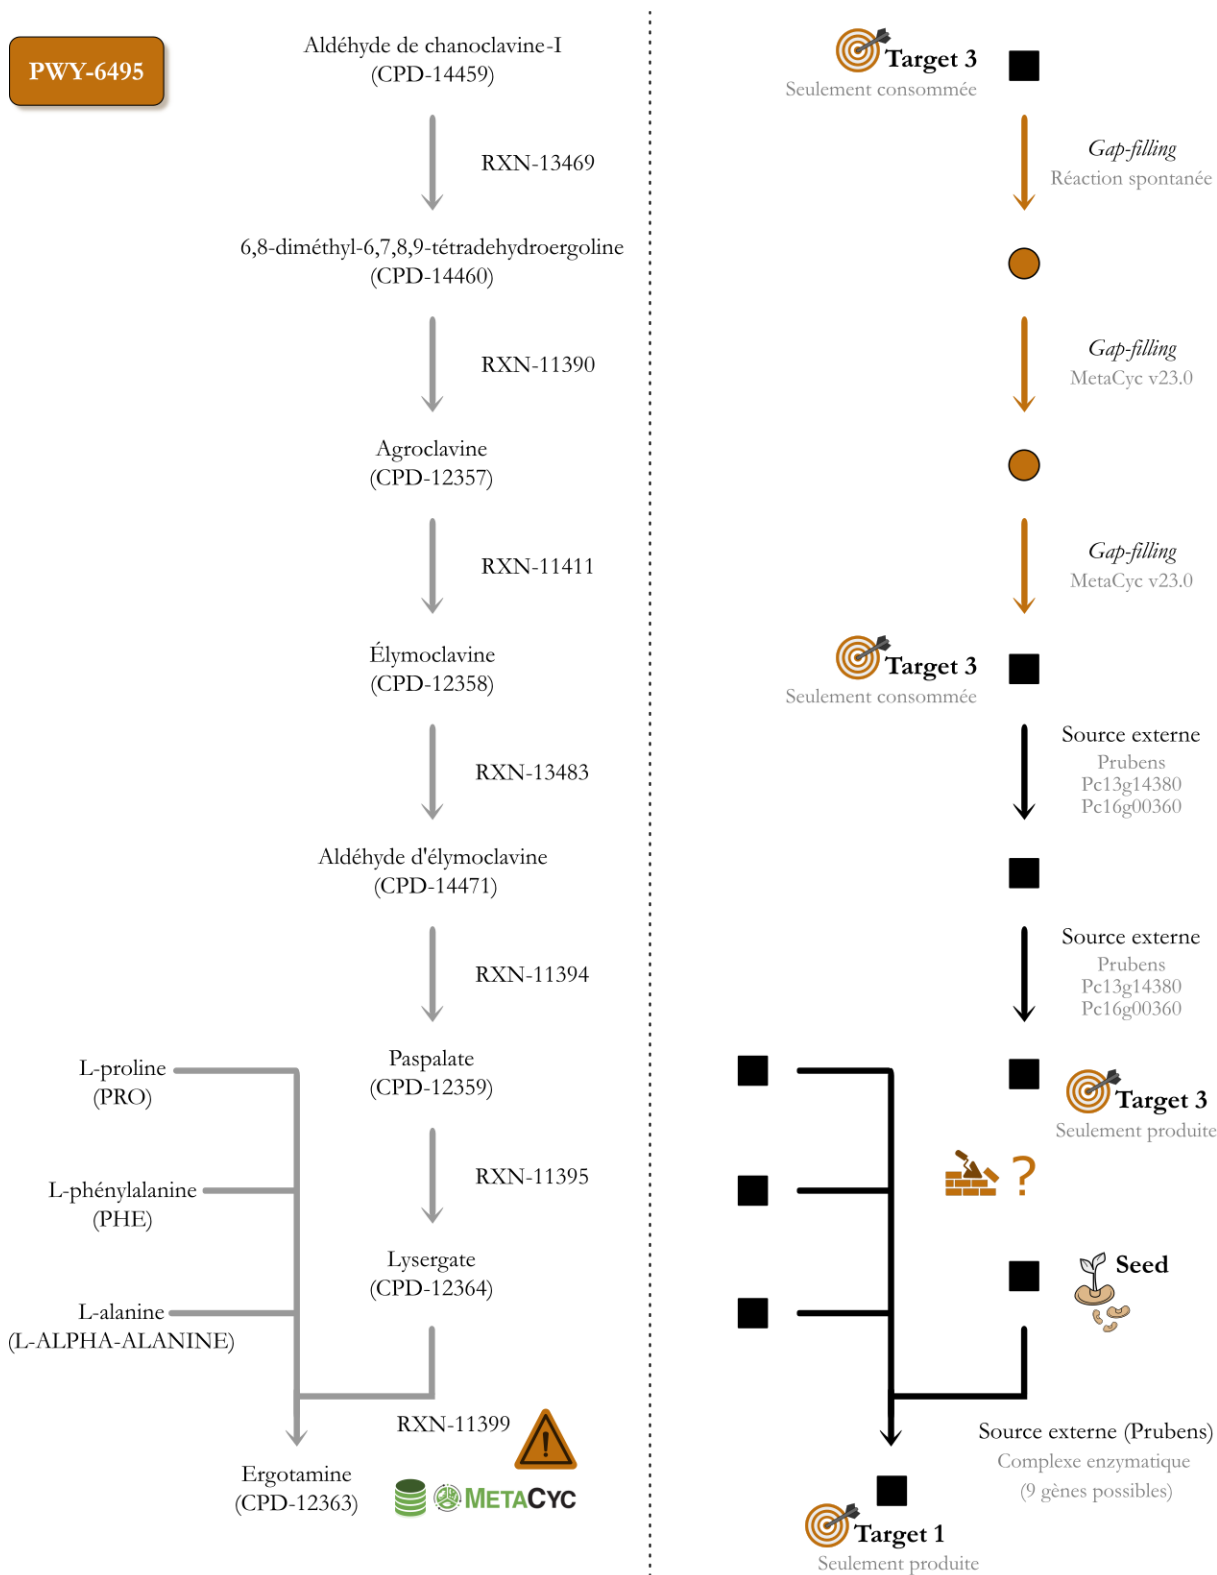 PWY-6495
Aldéhyde de chanoclavine-I
(CPD-14459)
RXN-13469
6,8-diméthyl-6,7,8,9-tétradehydroergoline
(CPD-14460)
RXN-11390
Agroclavine
(CPD-12357)
RXN-11411
Élymoclavine
(CPD-12358)
RXN-13483
Aldéhyde d'élymoclavine
(CPD-14471)
RXN-11394
Paspalate
(CPD-12359)
L-proline
(PRO)
RXN-11395
L-phénylalanine
(PHE)
Lysergate
(CPD-12364)
L-alanine
(L-ALPHA-ALANINE)
RXN-11399
!
Ergotamine
(CPD-12363)
METACYC
Target 3
Seulement consommée
Gap-filling
Réaction spontanée
Gap-filling
MetaCyc v23.0
Gap-filling
MetaCyc v23.0
Target 3
Seulement consommée
Source externe
Prubens
Pc13g14380
Pc16g00360
Source externe
Prubens
Pc13g14380
Pc16g00360
Target 3
Seulement produite
?
Seed
Source externe (Prubens)
Complexe enzymatique
(9 gènes possibles)
Target 1
Seulement produite